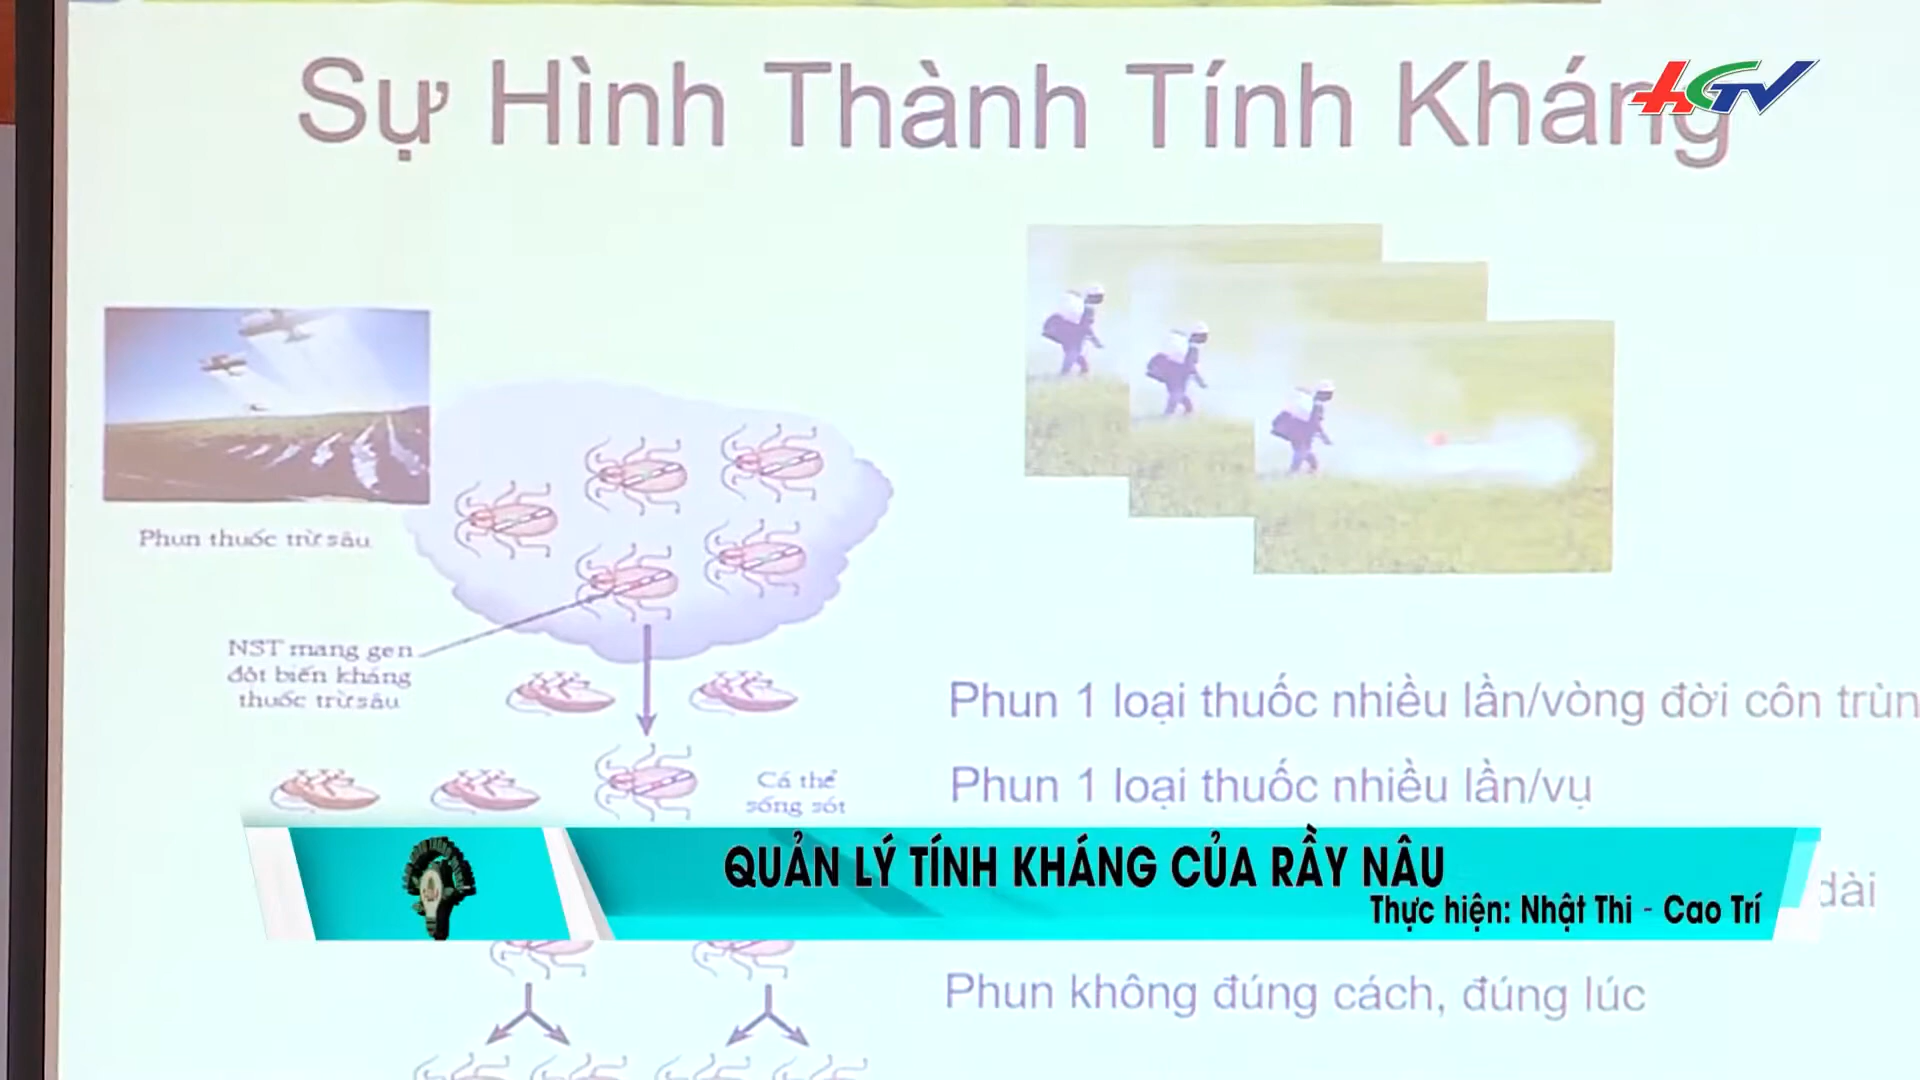 Sự Hình Thành Tính Kháng
HGTV
Phun thuốc trừ sâu
NST mang gen
đột biến kháng
thuốc trừ sâu
Cá thể
sống sót
Phun 1 loại thuốc nhiều lần/vòng đời côn trùn
Phun 1 loại thuốc nhiều lần/vụ
dài
Phun không đúng cách, đúng lúc
QUẢN LÝ TÍNH KHÁNG CỦA RẦY NÂU
Thực hiện: Nhật Thi - Cao Trí